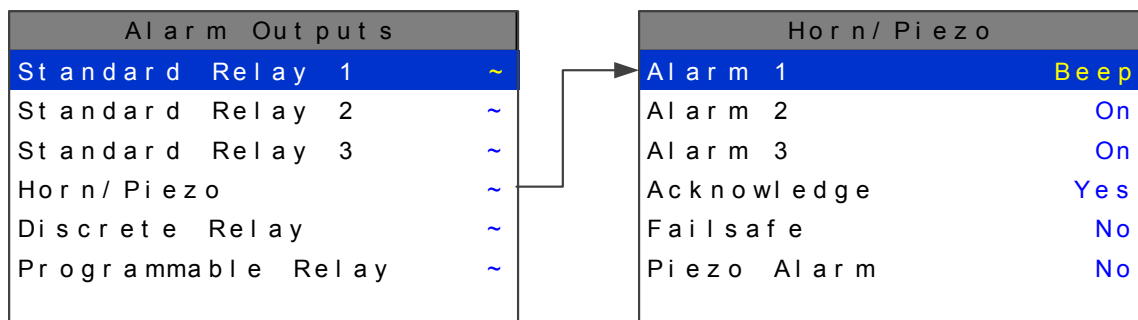 Alarm Outputs
Standard Relay 1 ~
Standard Relay 2 ~
Standard Relay 3 ~
Horn/Piezo ~
Discrete Relay ~
Programmable Relay ~
Horn/Piezo
Alarm 1 Beep
Alarm 2 On
Alarm 3 On
Acknowledge Yes
Failsafe No
Piezo Alarm No